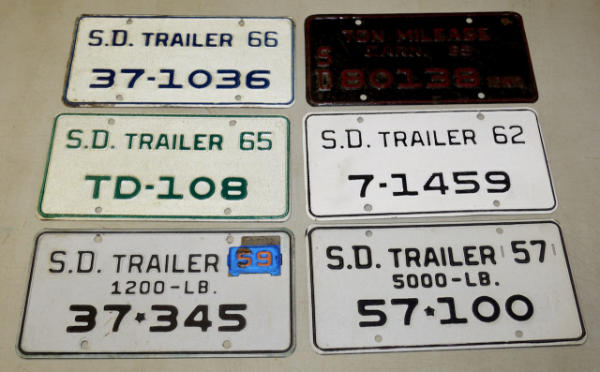 S.D. TRAILER 66
37-1036
TON MILEAGE
SD 80138
S.D. TRAILER 65
TD-108
S.D. TRAILER 62
7-1459
S.D. TRAILER 59
1200-LB.
37*345
S.D. TRAILER 57
5000-LB.
57*100